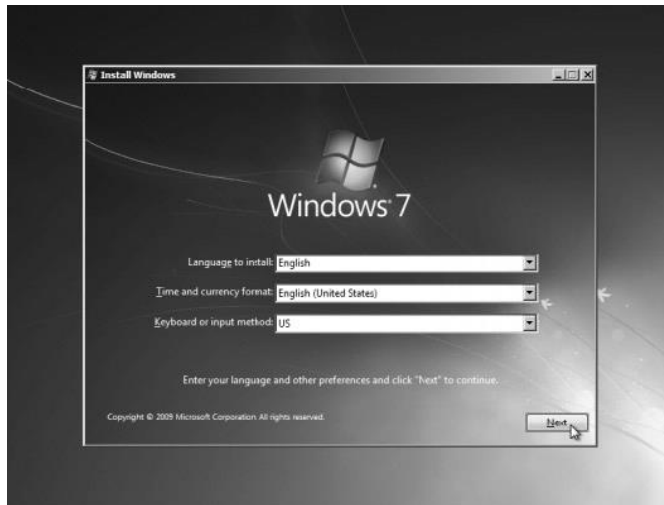 Install Windows
Windows 7
Language to install: English
Time and currency format: English (United States)
Keyboard or input method: US
Enter your language and other preferences and click "Next" to continue.
Copyright © 2009 Microsoft Corporation. All rights reserved.
Next